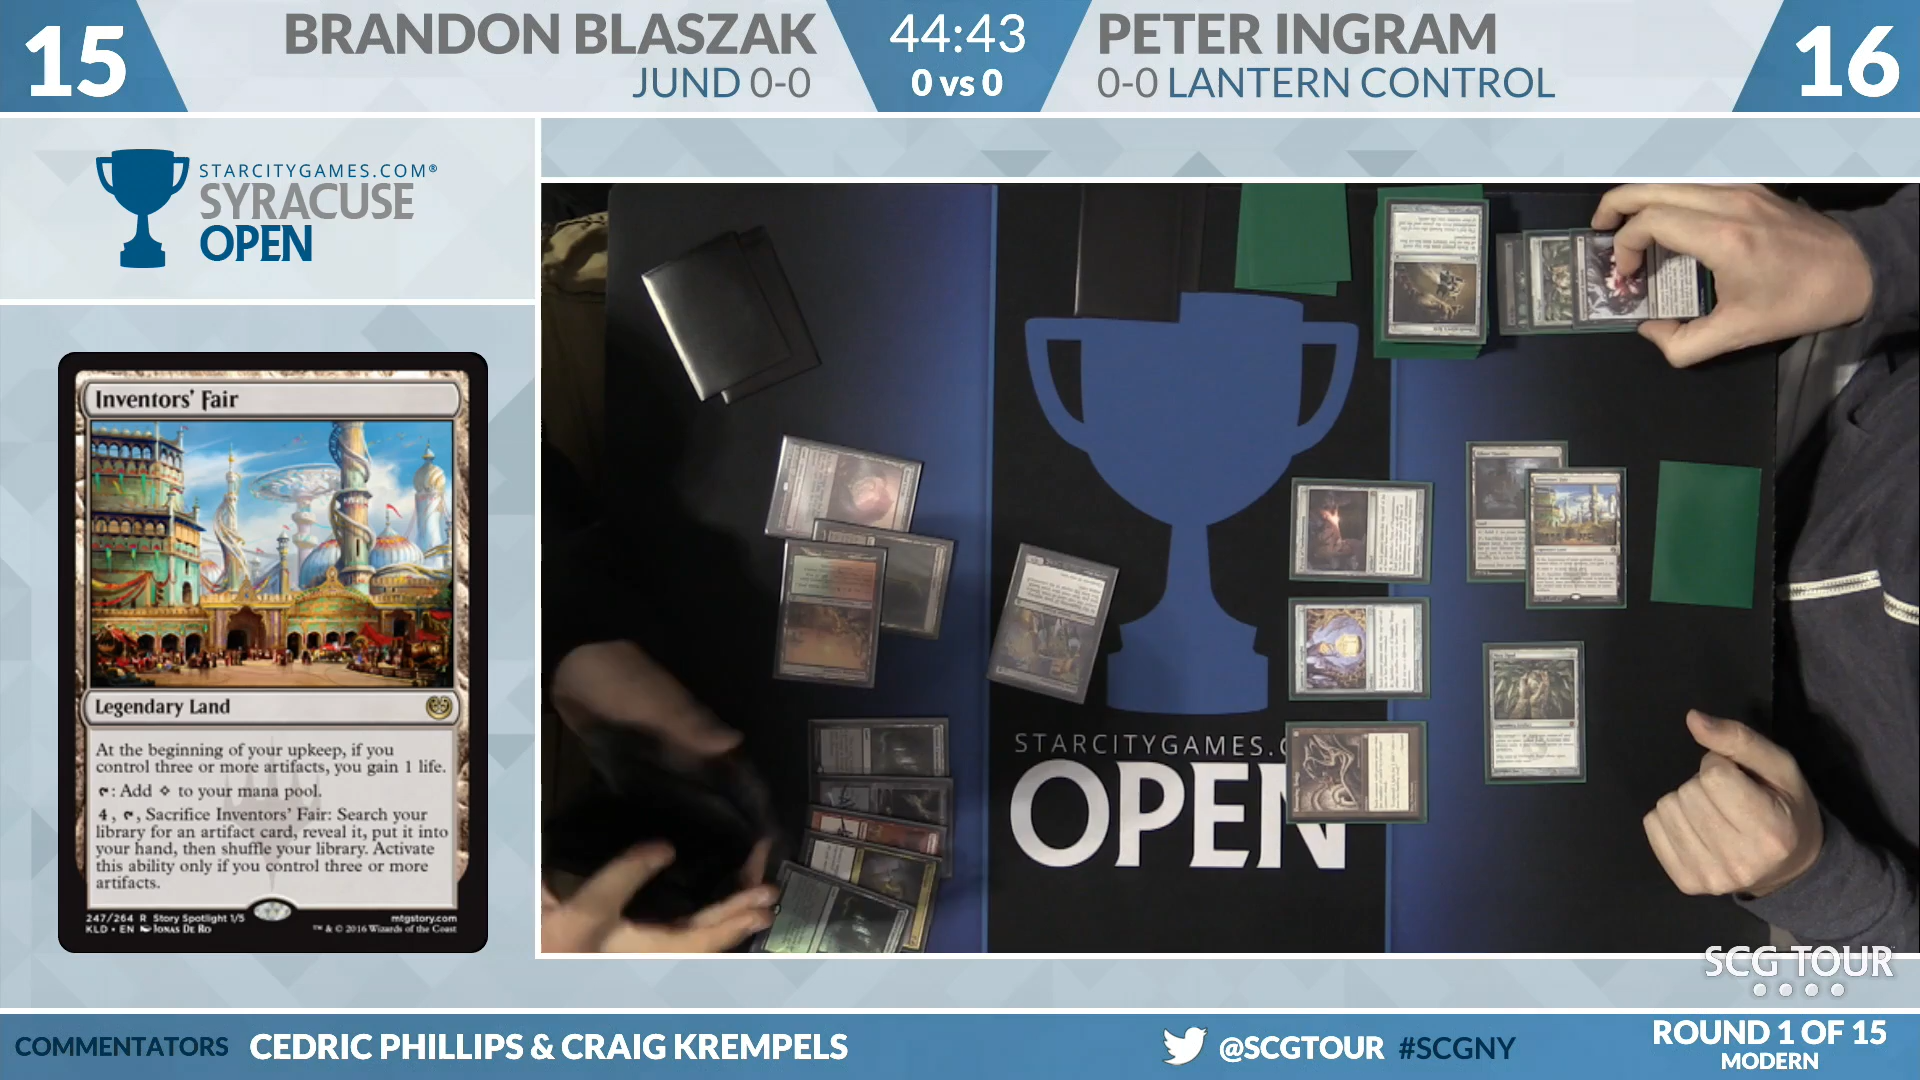 15
BRANDON BLASZAK
JUND 0-0
44:43
0 vs 0
PETER INGRAM
0-0 LANTERN CONTROL
16
STARCITYGAMES.COM®
SYRACUSE
OPEN
Inventors' Fair
Legendary Land
At the beginning of your upkeep, if you
control three or more artifacts, you gain 1 life.
: Add to your mana pool.
4, , Sacrifice Inventors' Fair: Search your
library for an artifact card, reveal it, put it into
your hand, then shuffle your library. Activate
this ability only if you control three or more
artifacts.
247/264 R Story Spotlight 1/5
KLD • EN JONAS DE RO
mtgstory.com
™ & © 2016 Wizards of the Coast
STARCITYGAMES.C
OPEN
SCG TOUR
COMMENTATORS CEDRIC PHILLIPS & CRAIG KREMPELS
@SCGTOUR #SCGNY
ROUND 1 OF 15
MODERN